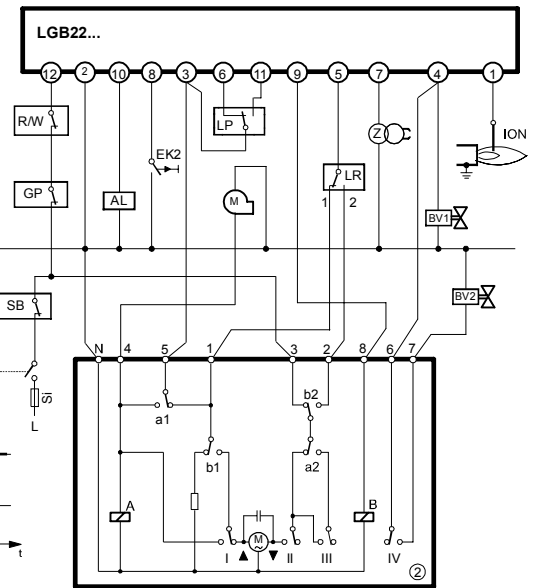 LGB22...
12 2 10 8 3 6 11 9 5 7 4 1
R/W
LP
Z
ION
EK2
GP
AL
M
LR
1 2
BV1
SB
BV2
Si
L
N 4 5 1 3 2 8 6 7
a1
b2
b1
a2
A
B
M
I II III IV
t
2